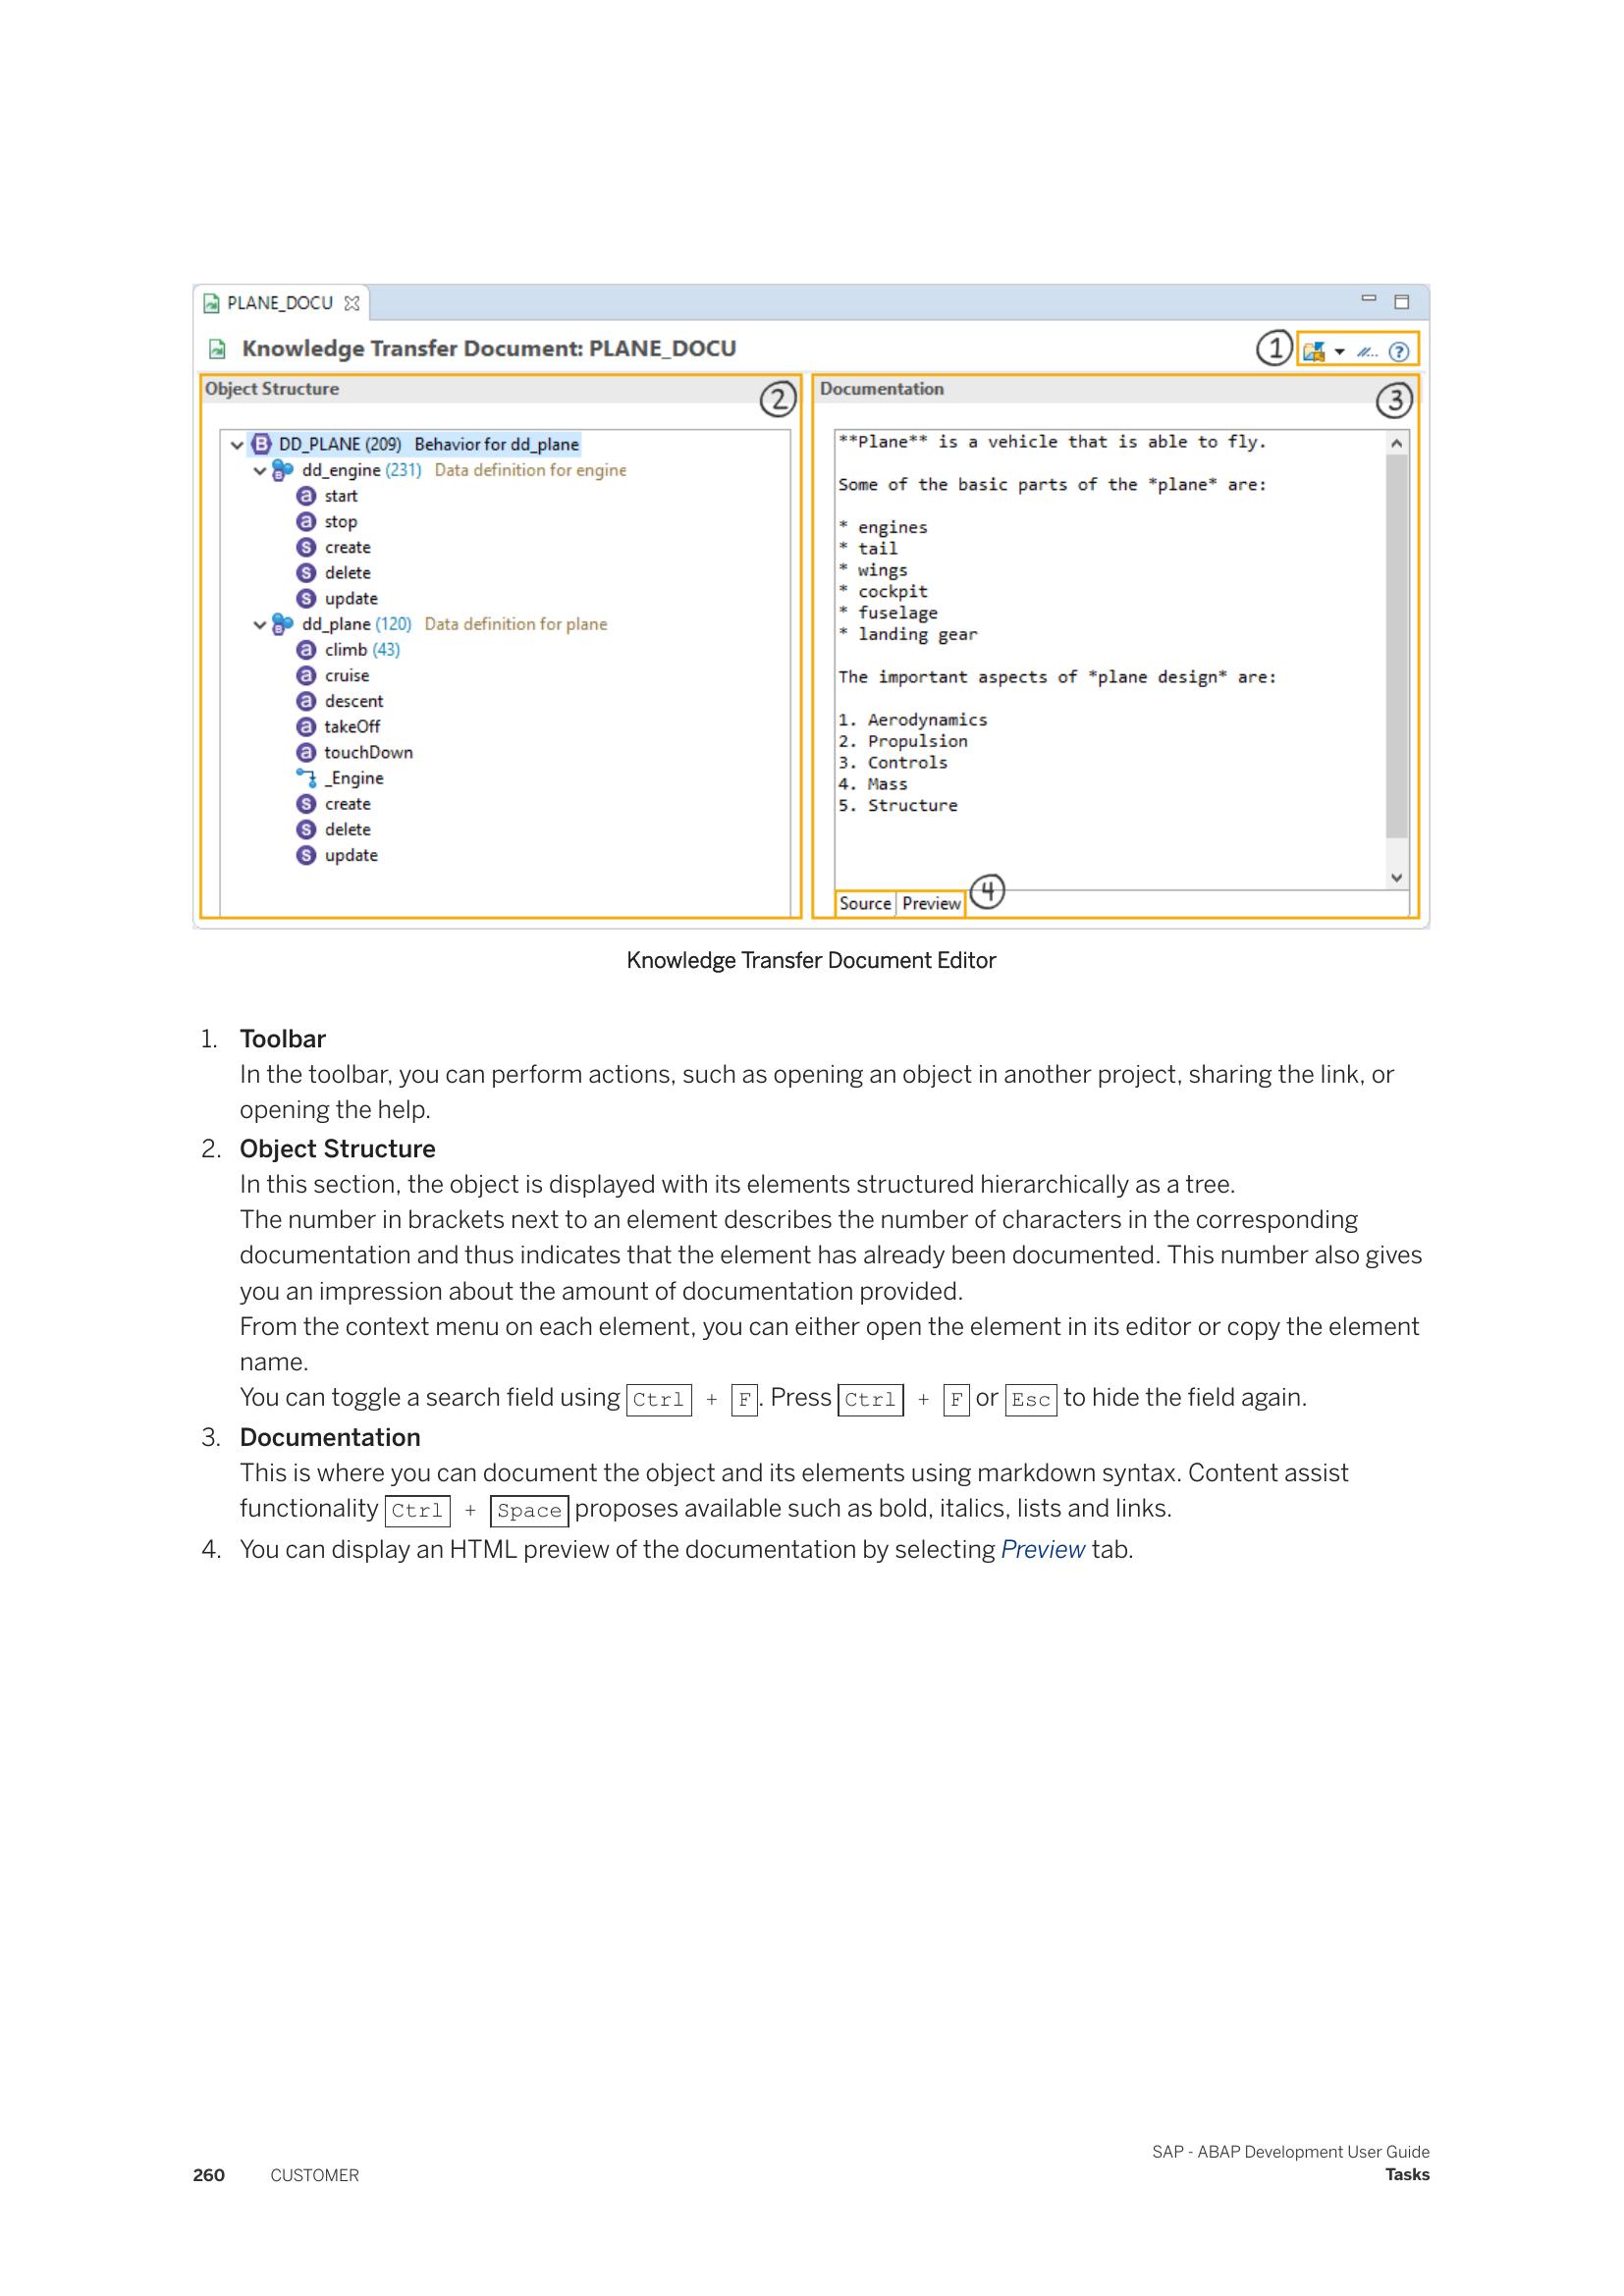 PLANE_DOCU
Knowledge Transfer Document: PLANE_DOCU
1
Object Structure
2
DD_PLANE (209) Behavior for dd_plane
dd_engine (231) Data definition for engine
a start
a stop
s create
s delete
s update
dd_plane (120) Data definition for plane
a climb (43)
a cruise
a descent
a takeOff
a touchDown
_Engine
s create
s delete
s update
Documentation
3
**Plane** is a vehicle that is able to fly.
Some of the basic parts of the *plane* are:
* engines
* tail
* wings
* cockpit
* fuselage
* landing gear
The important aspects of *plane design* are:
1. Aerodynamics
2. Propulsion
3. Controls
4. Mass
5. Structure
Source Preview
4
Knowledge Transfer Document Editor
1. Toolbar
In the toolbar, you can perform actions, such as opening an object in another project, sharing the link, or
opening the help.
2. Object Structure
In this section, the object is displayed with its elements structured hierarchically as a tree.
The number in brackets next to an element describes the number of characters in the corresponding
documentation and thus indicates that the element has already been documented. This number also gives
you an impression about the amount of documentation provided.
From the context menu on each element, you can either open the element in its editor or copy the element
name.
You can toggle a search field using Ctrl + F. Press Ctrl + F or Esc to hide the field again.
3. Documentation
This is where you can document the object and its elements using markdown syntax. Content assist
functionality Ctrl + Space proposes available such as bold, italics, lists and links.
4. You can display an HTML preview of the documentation by selecting Preview tab.
SAP - ABAP Development User Guide
260 CUSTOMER Tasks